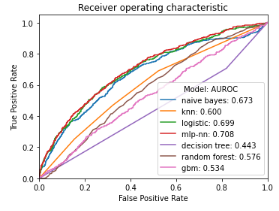 Receiver operating characteristic
1.0
0.8
0.6
0.4
0.2
0.0
True Positive Rate
Model: AUROC
naive bayes: 0.673
knn: 0.600
logistic: 0.699
mlp-nn: 0.708
decision tree: 0.443
random forest: 0.576
gbm: 0.534
0.0 0.2 0.4 0.6 0.8 1.0
False Positive Rate